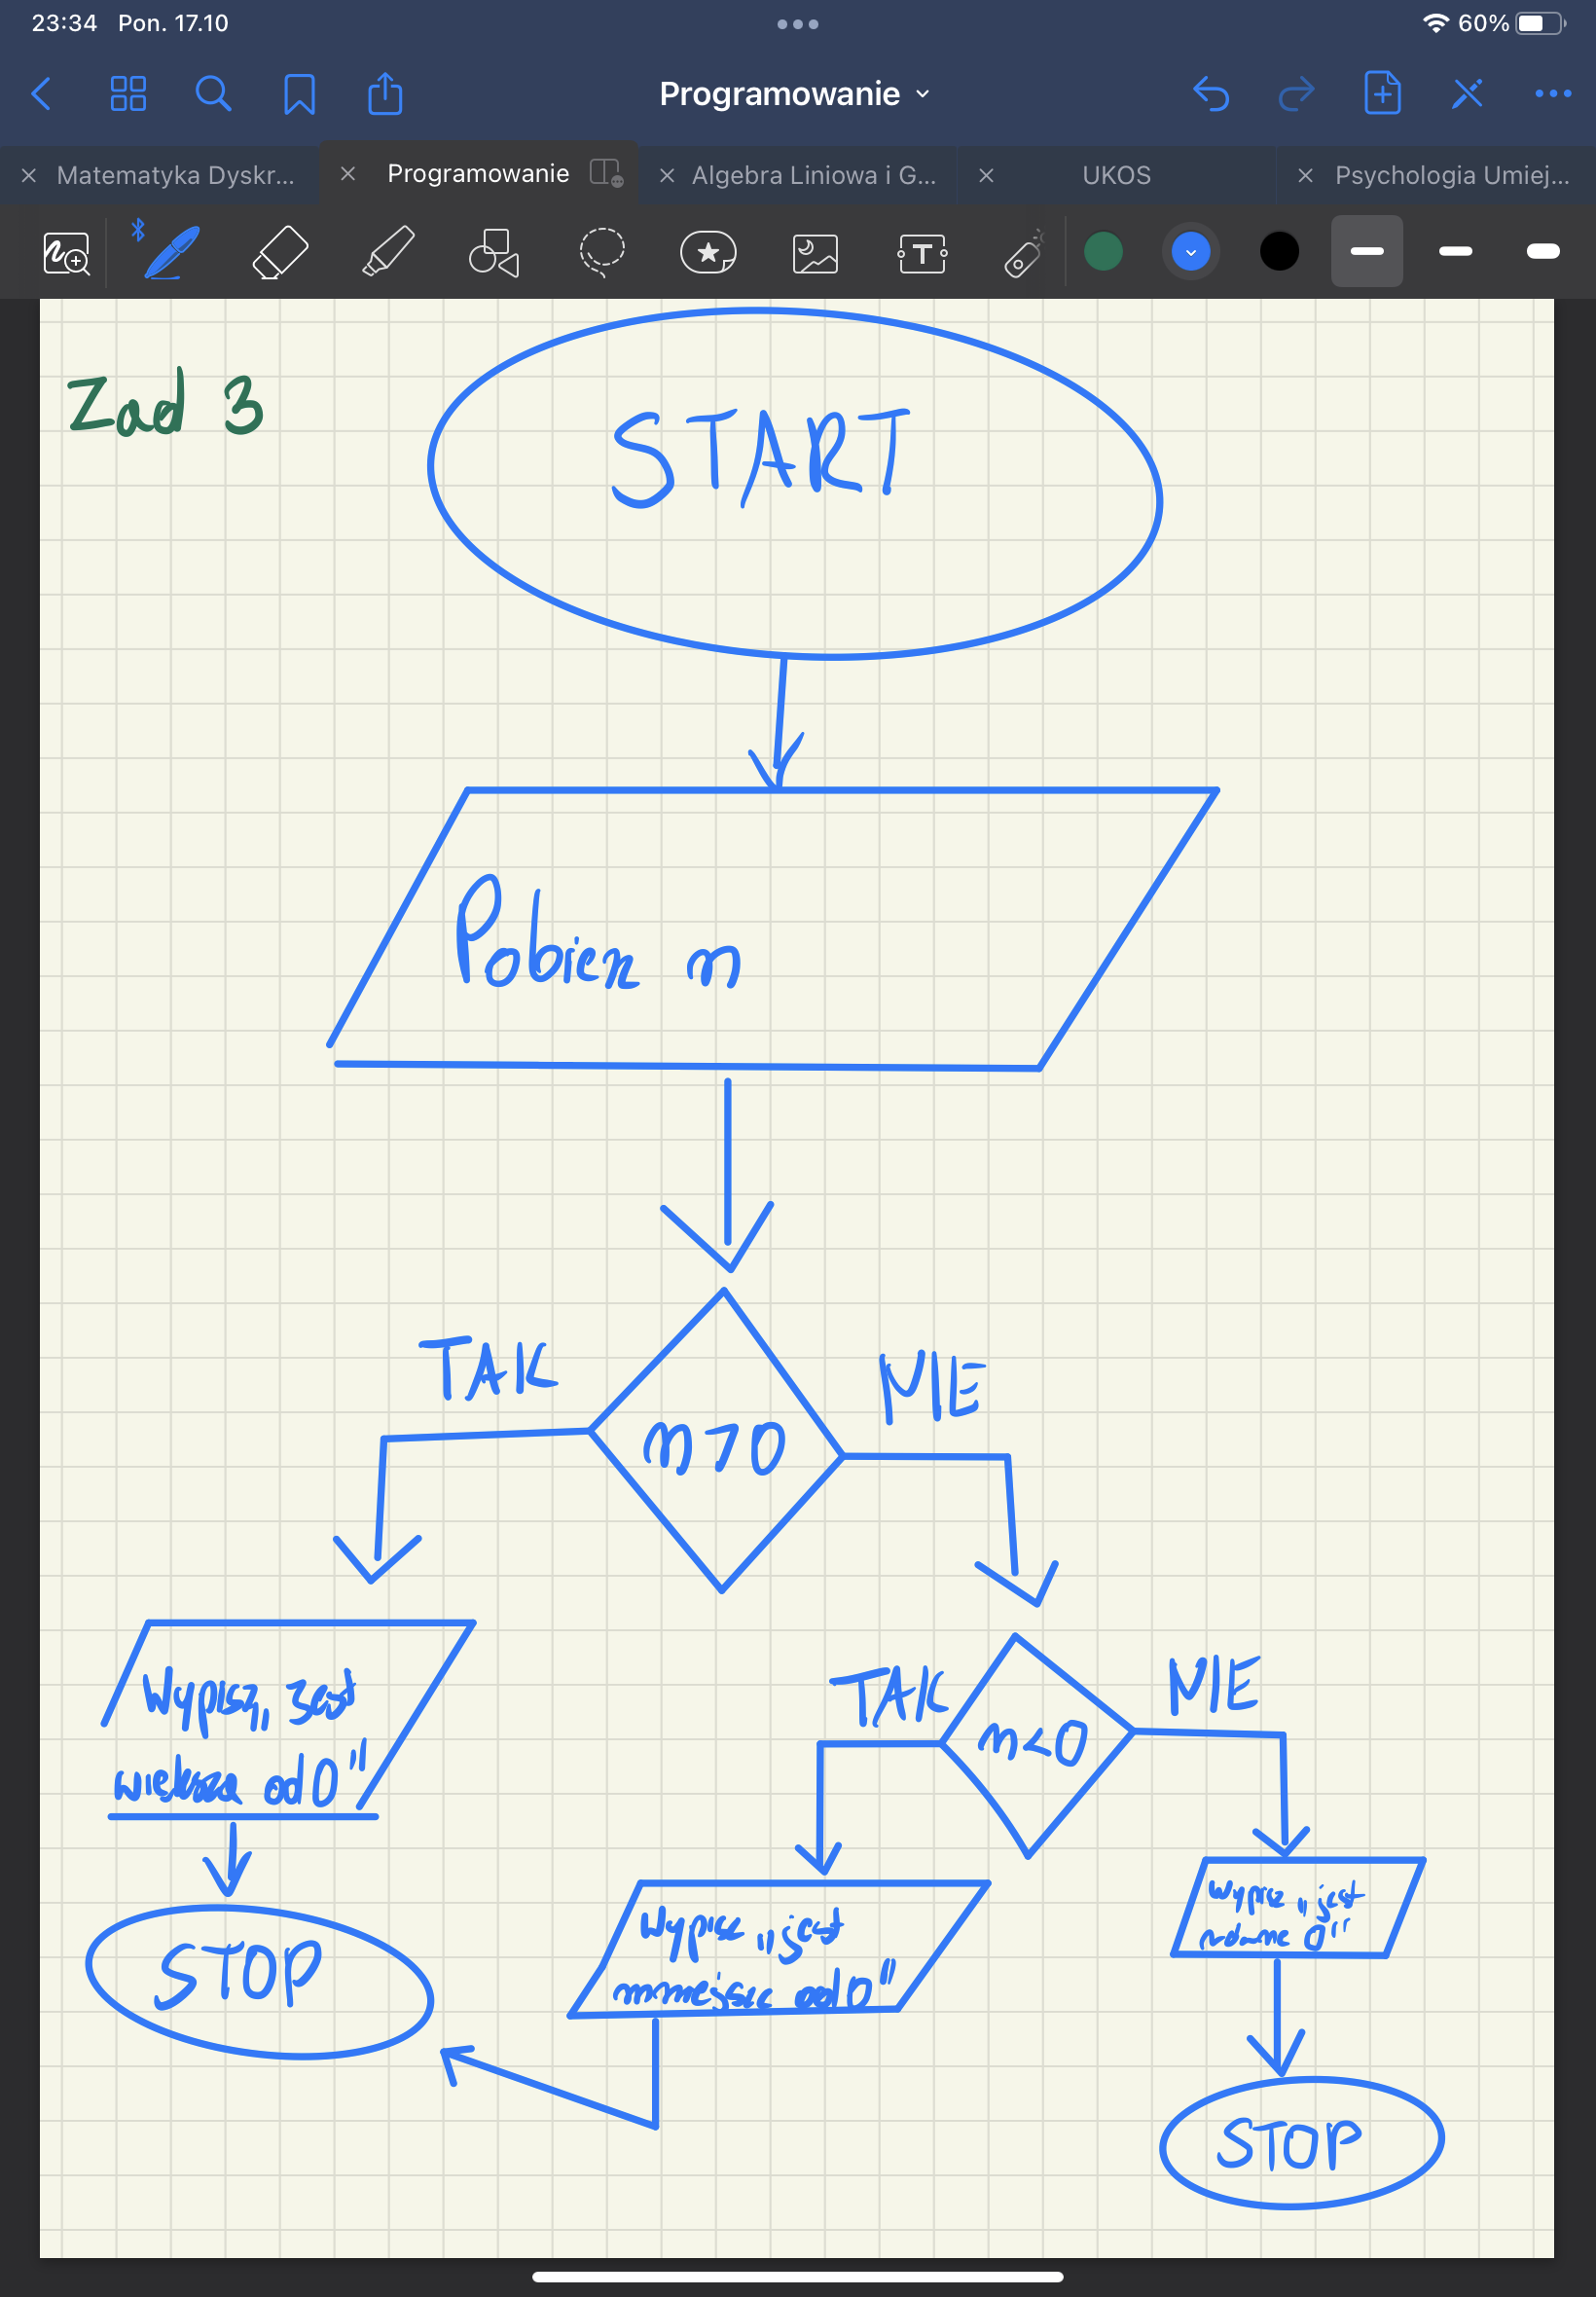 23:34 Pon. 17.10
60%
Programowanie
Matematyka Dyskr...
Programowanie
Algebra Liniowa i G...
UKOS
Psychologia Umiej...
Zad 3
START
Pobierz n
TAK
NIE
n>0
Wypisz „Jest
większe od 0"
TAK
NIE
n<0
STOP
Wypisz „jest
mniejsze od 0"
Wypisz „jest
równe 0"
STOP